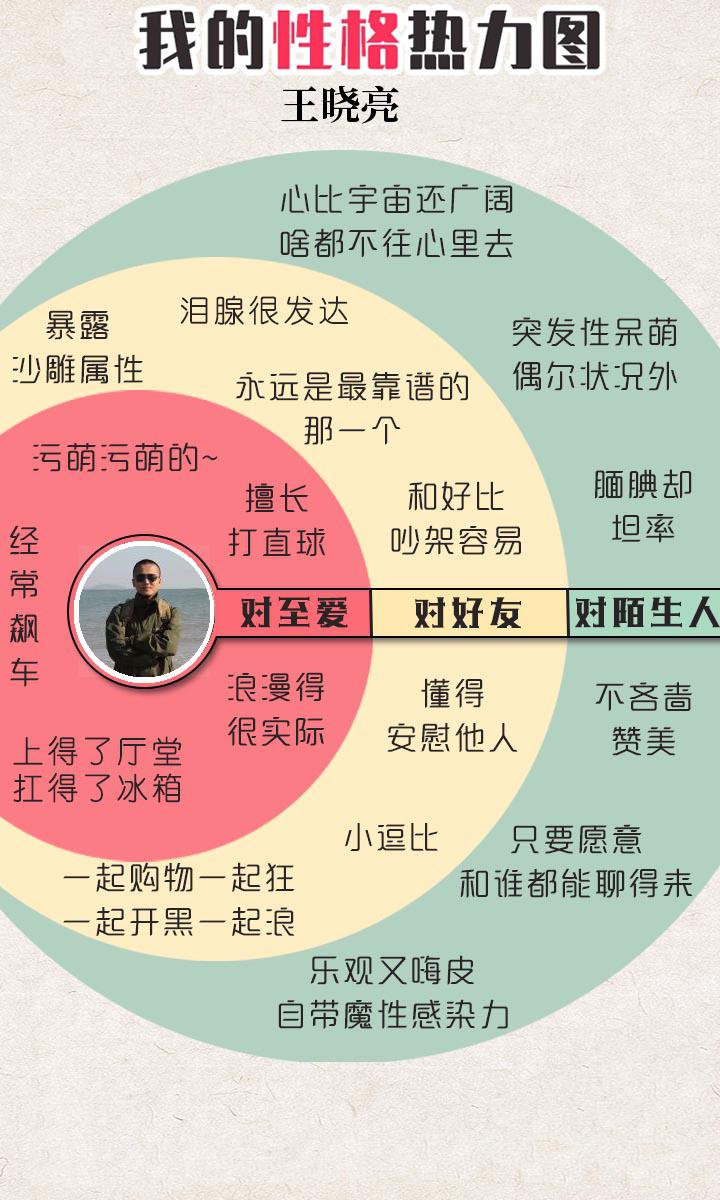 我的性格热力图
王晓亮
心比宇宙还广阔
啥都不往心里去
泪腺很发达
暴露
沙雕属性
突发性呆萌
偶尔状况外
永远是最靠谱的
那一个
污萌污萌的~
擅长
打直球
和好比
吵架容易
腼腆却
坦率
经
常
飙
车
对至爱
对好友
对陌生人
浪漫得
很实际
懂得
安慰他人
不吝啬
赞美
上得了厅堂
扛得了冰箱
小逗比
只要愿意
和谁都能聊得来
一起购物一起狂
一起开黑一起浪
乐观又嗨皮
自带魔性感染力